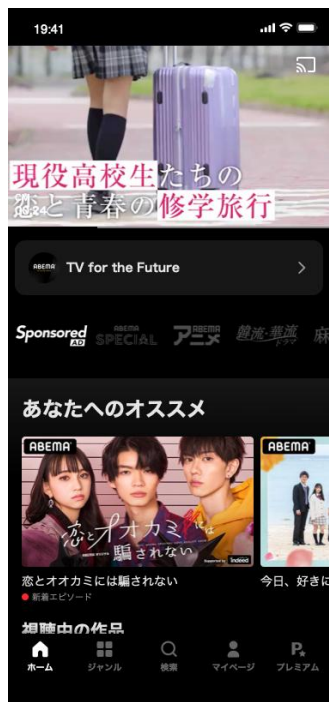 19:41
現役高校生たちの
恋と青春の修学旅行
ABEMA TV for the Future
Sponsored AD
ABEMA SPECIAL
ABEMA アニメ
韓流・華流 ドラマ
麻
あなたへのオススメ
ABEMA
恋とオオカミには騙されない
Supported by Indeed
ABEMA
恋とオオカミには騙されない
今日、好きに
新着エピソード
視聴中の作品
ホーム ジャンル 検索 マイページ プレミアム